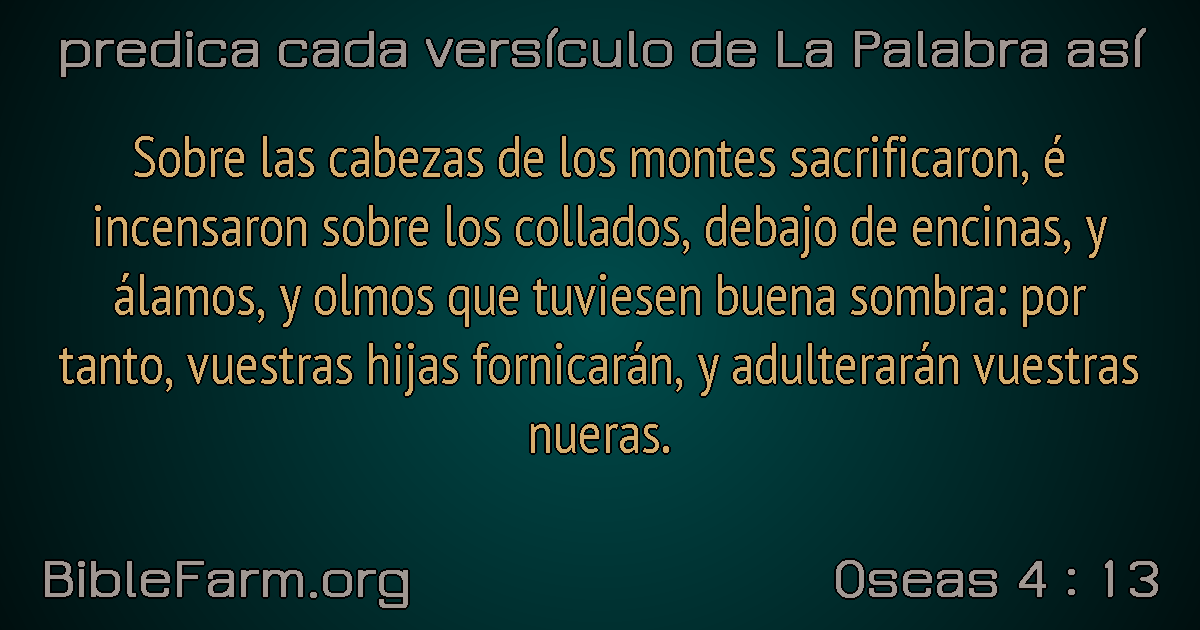 predica cada versículo de La Palabra así
Sobre las cabezas de los montes sacrificaron, é
incensaron sobre los collados, debajo de encinas, y
álamos, y olmos que tuviesen buena sombra: por
tanto, vuestras hijas fornicarán, y adulterarán vuestras
nueras.
BibleFarm.org
Oseas 4 : 13